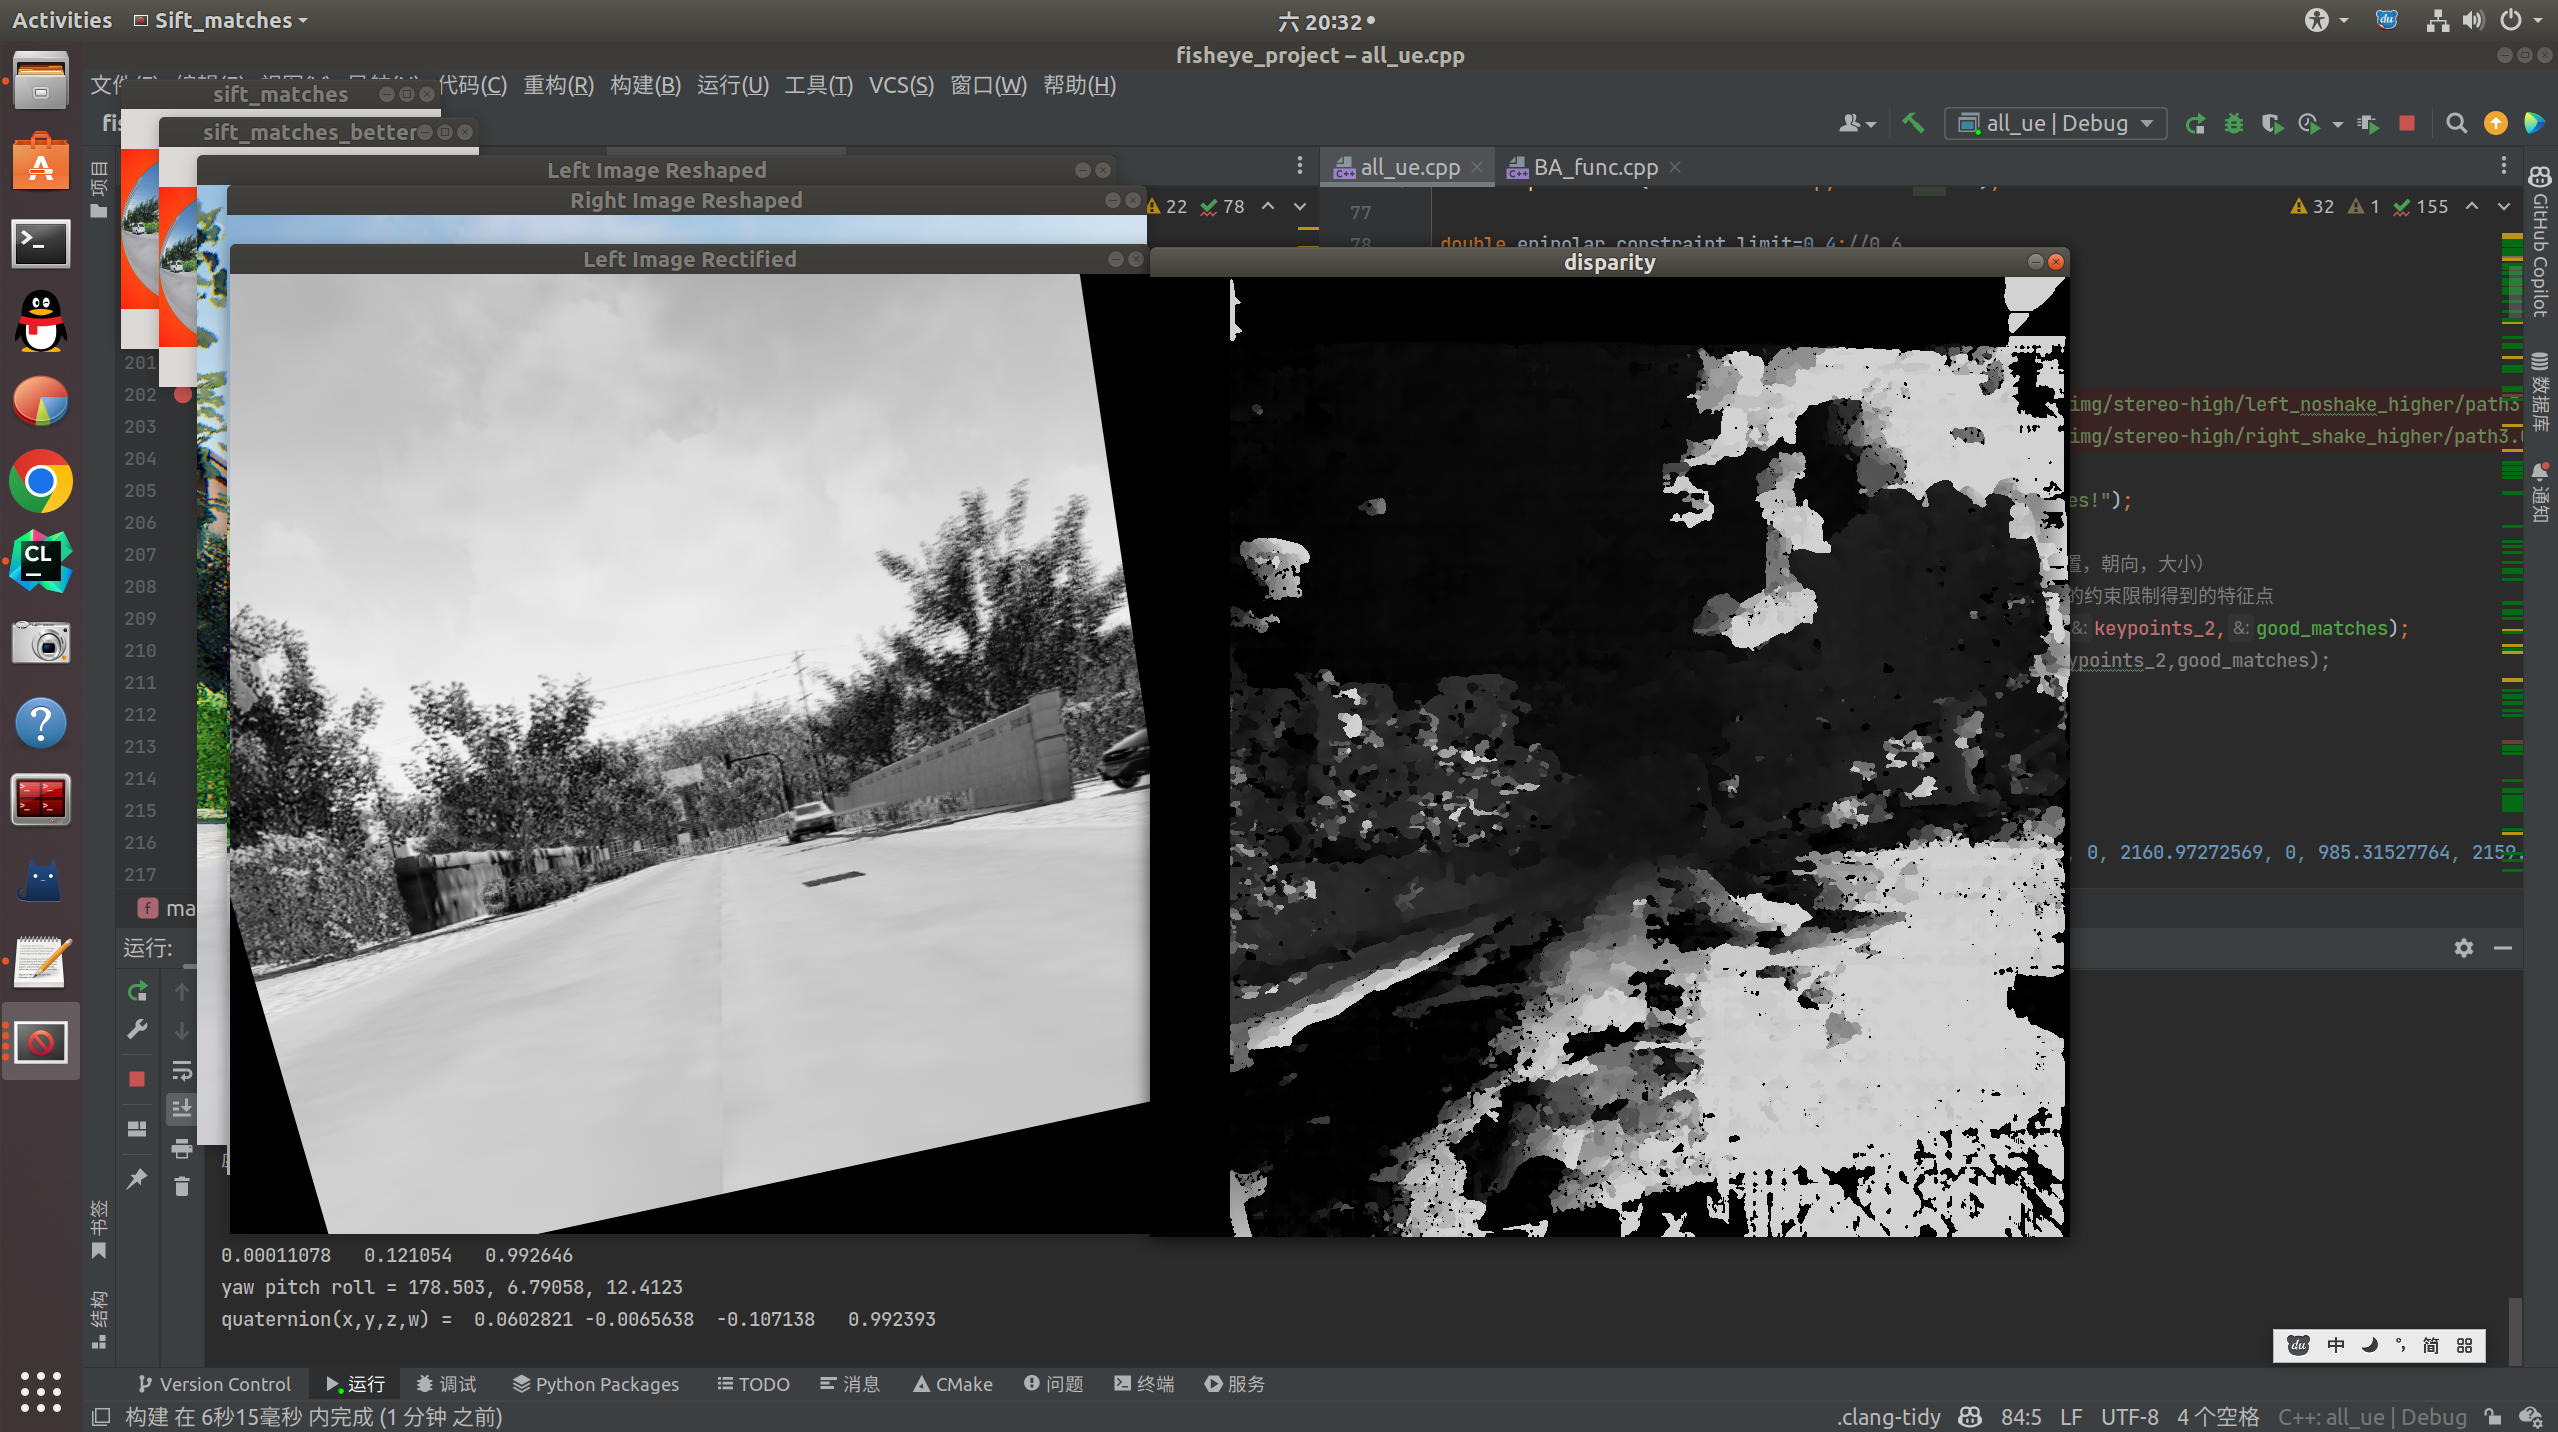 Activities
Sift_matches
六 20:32
du
fisheye_project – all_ue.cpp
代码(C) 重构(R) 构建(B) 运行(U) 工具(T) VCS(S) 窗口(W) 帮助(H)
sift_matches
sift_matches_better
all_ue | Debug
Left Image Reshaped
Right Image Reshaped
Left Image Rectified
disparity
all_ue.cpp
BA_func.cpp
22 78
32 1 155
项目
GitHub Copilot
数据库
通知
77
78
double epipolar_constraint_limit=0.4;//0.6
201
202
203
204
205
206
207
208
209
210
211
212
213
214
215
216
217
img/stereo-high/left_noshake_higher/path3
img/stereo-high/right_shake_higher/path3.
es!");
置，朝向，大小）
的约束限制得到的特征点
&: keypoints_2, &: good_matches);
ypoints_2,good_matches);
, 0, 2160.97272569, 0, 985.31527764, 2159.
f ma
运行:
书签
结构
0.00011078 0.121054 0.992646
yaw pitch roll = 178.503, 6.79058, 12.4123
quaternion(x,y,z,w) = 0.0602821 -0.0065638 -0.107138 0.992393
du 中 简
Version Control 运行 调试 Python Packages TODO 消息 CMake 问题 终端 服务
构建 在 6秒15毫秒 内完成 (1 分钟 之前)
.clang-tidy 84:5 LF UTF-8 4 个空格 C++: all_ue | Debug